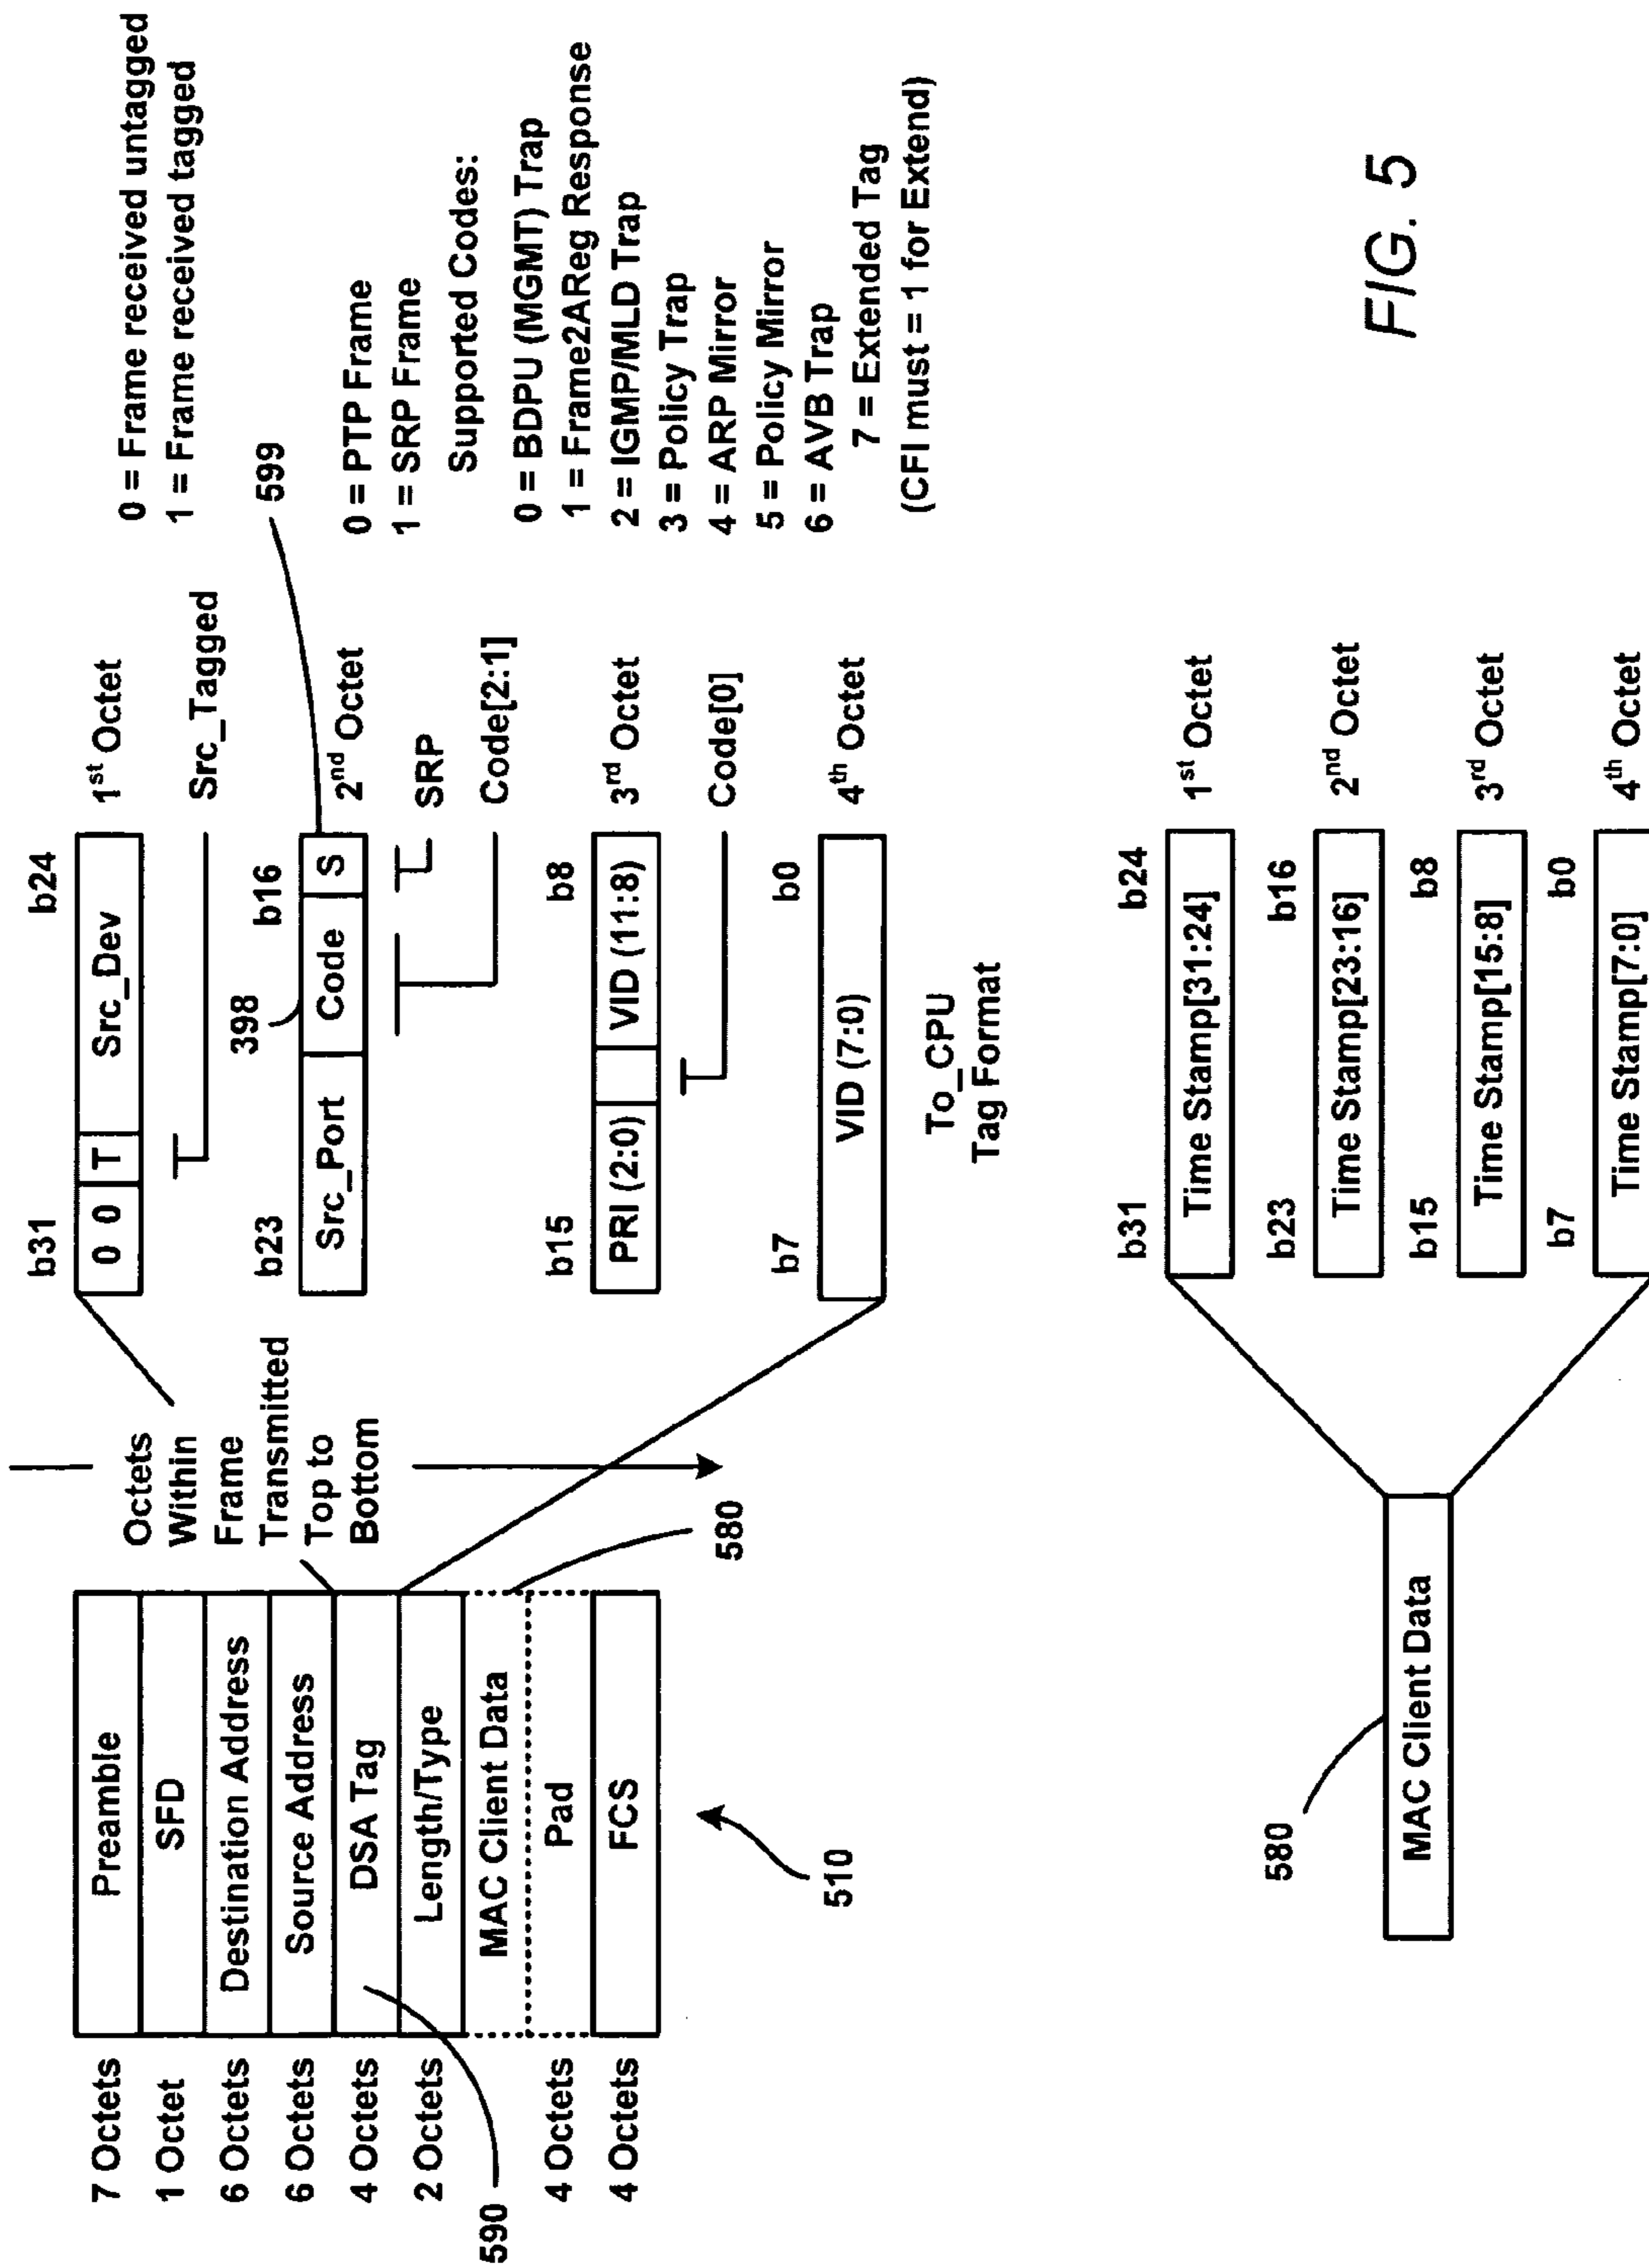 7 Octets
1 Octet
6 Octets
6 Octets
4 Octets
2 Octets
4 Octets
4 Octets
Preamble
SFD
Destination Address
Source Address
DSA Tag
Length/Type
MAC Client Data
Pad
FCS
590
510
580
Octets
Within
Frame
Transmitted
Top to
Bottom
b31
b24
0 0
T
Src_Dev
1st Octet
Src_Tagged
0 = Frame received untagged
1 = Frame received tagged
b23
398
b16
599
Src_Port
Code
S
2nd Octet
SRP
Code[2:1]
0 = PTP Frame
1 = SRP Frame
Supported Codes:
0 = BDPU (MGMT) Trap
1 = Frame2AReg Response
2 = IGMP/MLD Trap
3 = Policy Trap
4 = ARP Mirror
5 = Policy Mirror
6 = AVB Trap
7 = Extended Tag
(CFI must = 1 for Extend)
b15
b8
PRI (2:0)
VID (11:8)
3rd Octet
Code[0]
b7
b0
VID (7:0)
4th Octet
To_CPU
Tag Format
580
MAC Client Data
b31
b24
Time Stamp[31:24]
1st Octet
b23
b16
Time Stamp[23:16]
2nd Octet
b15
b8
Time Stamp[15:8]
3rd Octet
b7
b0
Time Stamp[7:0]
4th Octet
FIG. 5